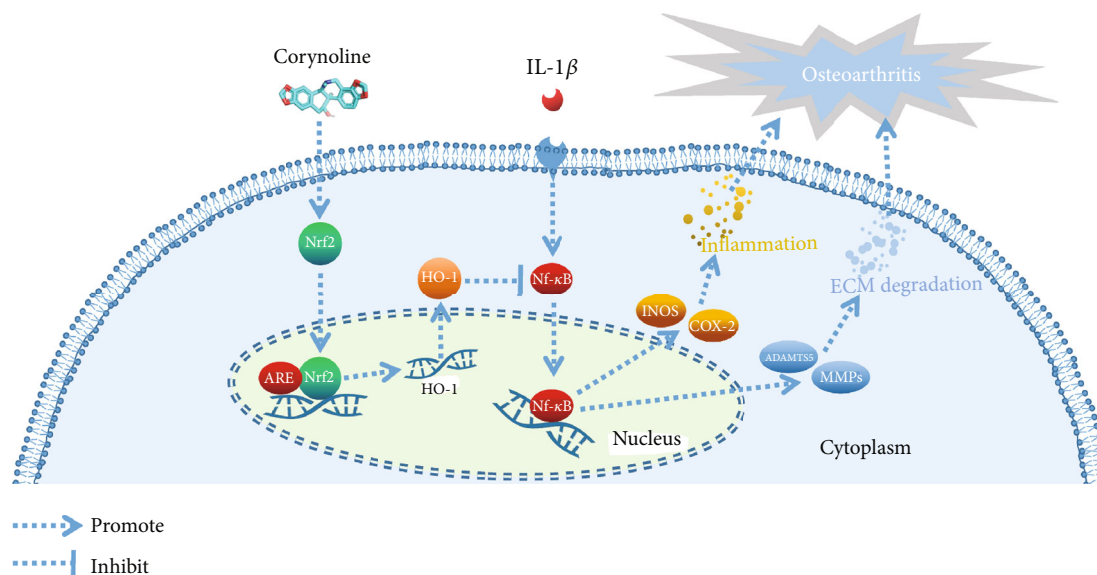 Corynoline
IL-1β
Osteoarthritis
Nrf2
HO-1
Nf-κB
Inflammation
ECM degradation
INOS
COX-2
ADAMTS5
MMPs
ARE
Nrf2
HO-1
Nf-κB
Nucleus
Cytoplasm
Promote
Inhibit